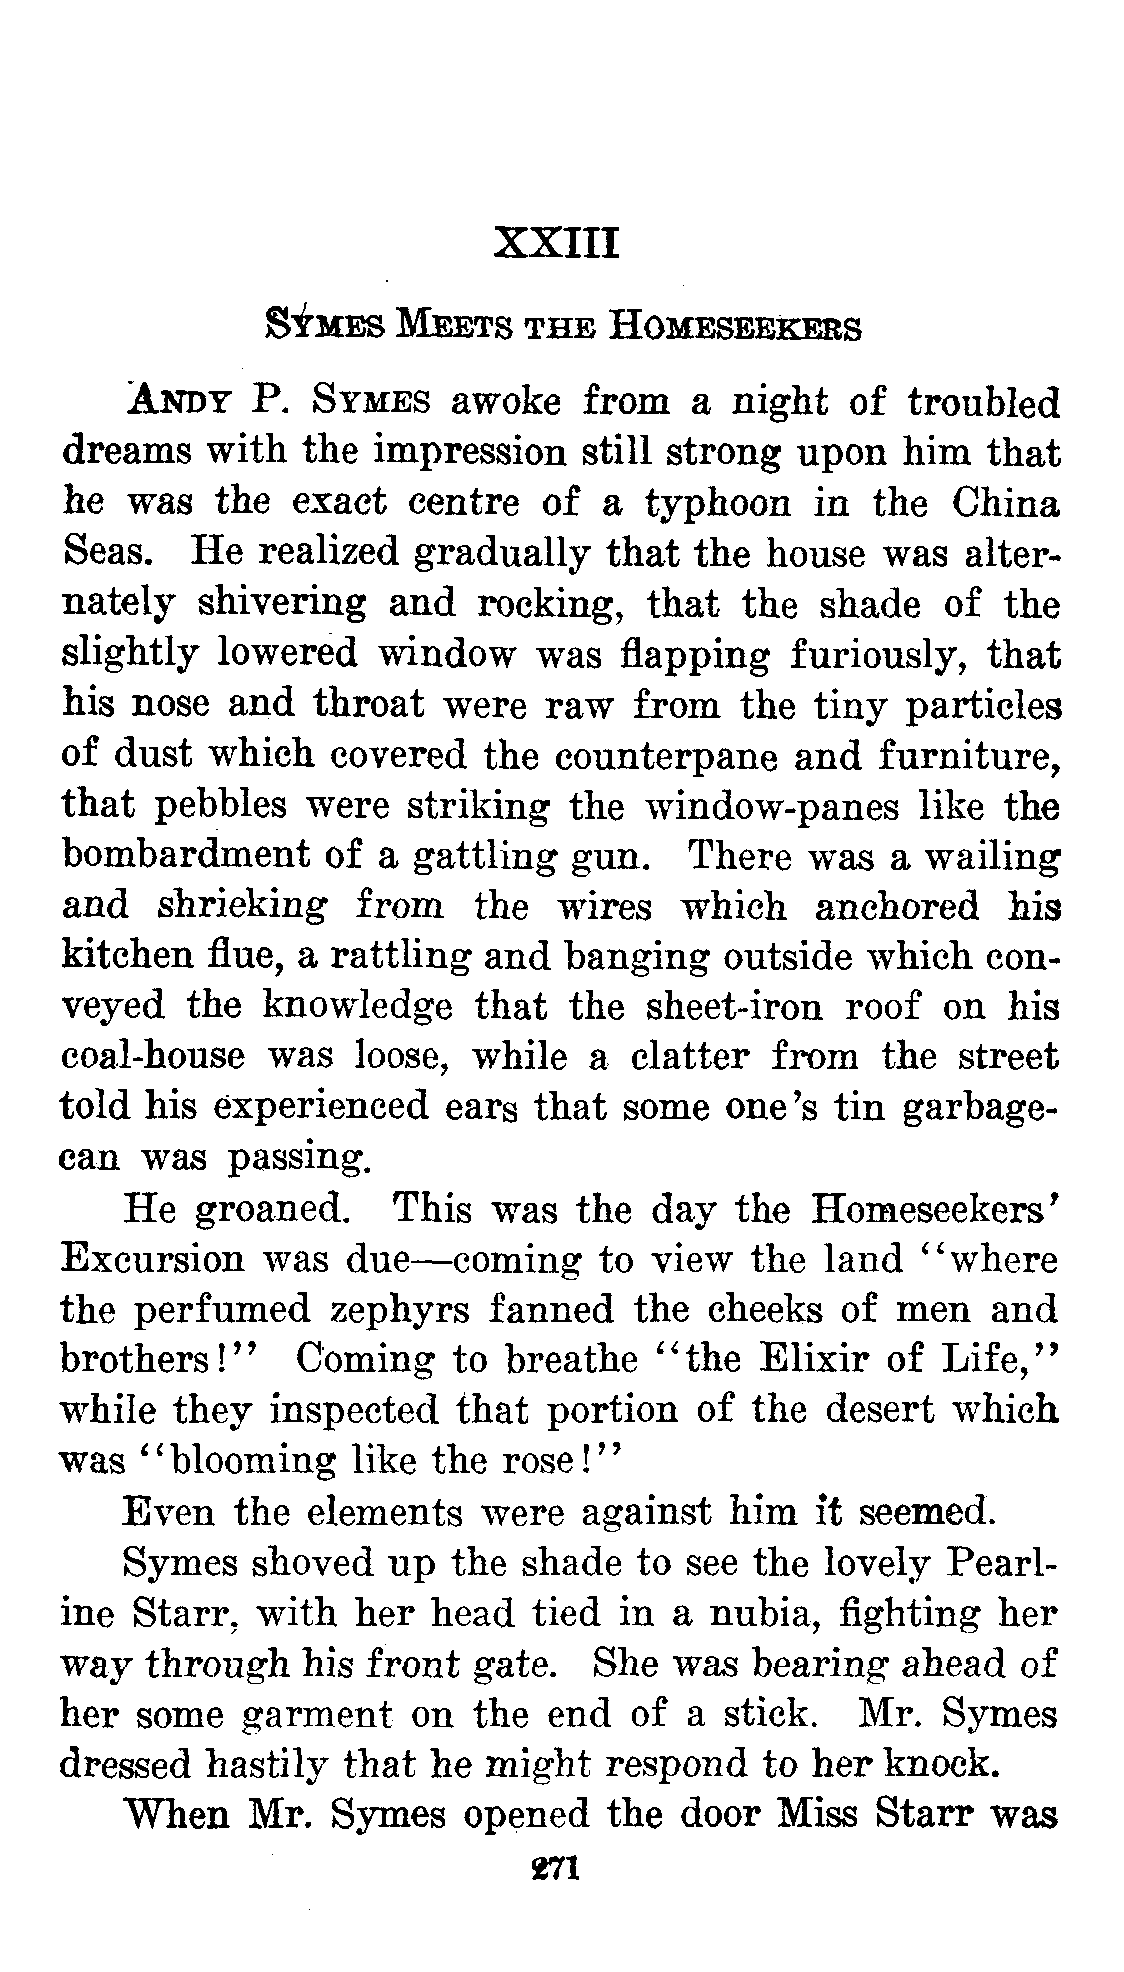 XXIII
Symes Meets the Homeseekers
Andy P. Symes awoke from a night of troubled
dreams with the impression still strong upon him that
he was the exact centre of a typhoon in the China
Seas. He realized gradually that the house was alter-
nately shivering and rocking, that the shade of the
slightly lowered window was flapping furiously, that
his nose and throat were raw from the tiny particles
of dust which covered the counterpane and furniture,
that pebbles were striking the window-panes like the
bombardment of a gattling gun. There was a wailing
and shrieking from the wires which anchored his
kitchen flue, a rattling and banging outside which con-
veyed the knowledge that the sheet-iron roof on his
coal-house was loose, while a clatter from the street
told his experienced ears that some one's tin garbage-
can was passing.
He groaned. This was the day the Homeseekers'
Excursion was due—coming to view the land "where
the perfumed zephyrs fanned the cheeks of men and
brothers!" Coming to breathe "the Elixir of Life,"
while they inspected that portion of the desert which
was "blooming like the rose!"
Even the elements were against him it seemed.
Symes shoved up the shade to see the lovely Pearl-
ine Starr, with her head tied in a nubia, fighting her
way through his front gate. She was bearing ahead of
her some garment on the end of a stick. Mr. Symes
dressed hastily that he might respond to her knock.
When Mr. Symes opened the door Miss Starr was
271